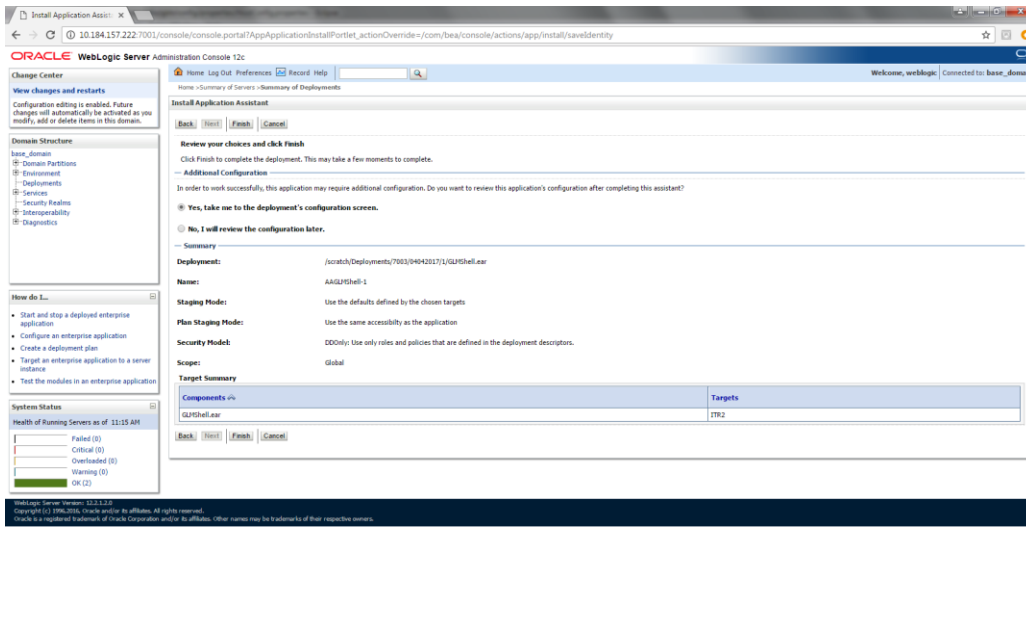 Install Application Assist: ×
10.184.157.222:7001/console/console.portal?AppApplicationInstallPortlet_actionOverride=/com/bea/console/actions/app/install/saveIdentity
ORACLE WebLogic Server Administration Console 12c
Change Center
View changes and restarts
Configuration editing is enabled. Future
changes will automatically be activated as you
modify, add or delete items in this domain.
Domain Structure
base_domain
Domain Partitions
Environment
Deployments
Services
Security Realms
Interoperability
Diagnostics
How do I...
Start and stop a deployed enterprise
application
Configure an enterprise application
Create a deployment plan
Target an enterprise application to a server
instance
Test the modules in an enterprise application
System Status
Health of Running Servers as of 11:15 AM
Failed (0)
Critical (0)
Overloaded (0)
Warning (0)
OK (2)
Home Log Out Preferences Record Help
Welcome, weblogic Connected to: base_doma
Home >Summary of Servers >Summary of Deployments
Install Application Assistant
Back Next Finish Cancel
Review your choices and click Finish
Click Finish to complete the deployment. This may take a few moments to complete.
Additional Configuration
In order to work successfully, this application may require additional configuration. Do you want to review this application's configuration after completing this assistant?
Yes, take me to the deployment's configuration screen.
No, I will review the configuration later.
Summary
Deployment: /scratch/Deployments/7003/04042017/1/GLMShell.ear
Name: AAGLMShell-1
Staging Mode: Use the defaults defined by the chosen targets
Plan Staging Mode: Use the same accessibilty as the application
Security Model: DDOnly: Use only roles and policies that are defined in the deployment descriptors.
Scope: Global
Target Summary
Components Targets
GLMShell.ear ITR2
Back Next Finish Cancel
WebLogic Server Version: 12.2.1.2.0
Copyright (c) 1996,2016, Oracle and/or its affiliates. All rights reserved.
Oracle is a registered trademark of Oracle Corporation and/or its affiliates. Other names may be trademarks of their respective owners.